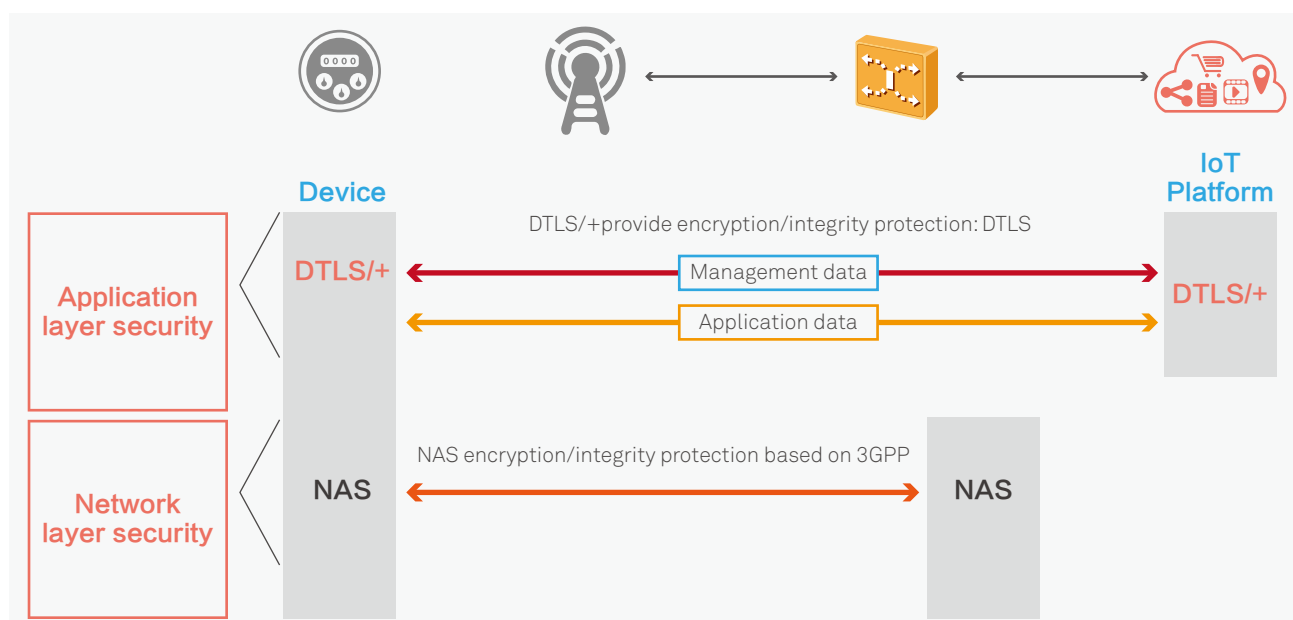 0000
Device
IoT
Platform
DTLS/+provide encryption/integrity protection: DTLS
Application
layer security
DTLS/+
Management data
Application data
DTLS/+
NAS encryption/integrity protection based on 3GPP
Network
layer security
NAS
NAS